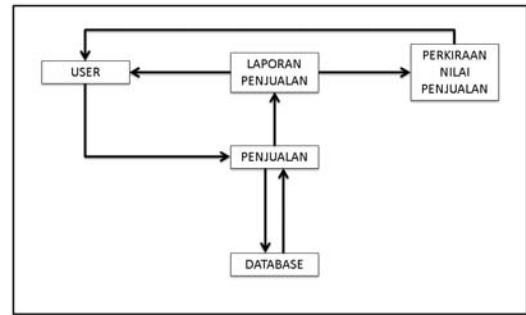 USER
LAPORAN
PENJUALAN
PERKIRAAN
NILAI
PENJUALAN
PENJUALAN
DATABASE